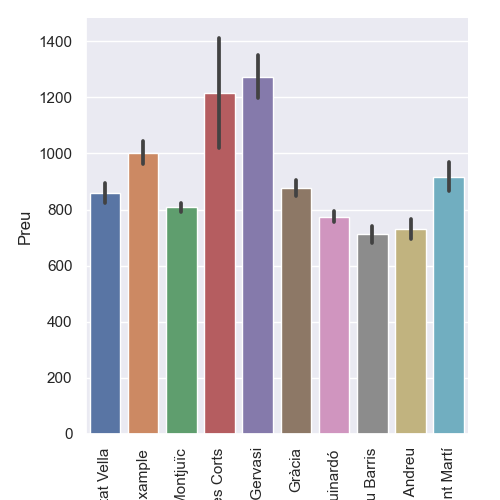 1400
1200
1000
800
600
400
200
0
Preu
at Vella
xample
Montjuïc
es Corts
Gervasi
Gràcia
uinardó
u Barris
Andreu
nt Martí